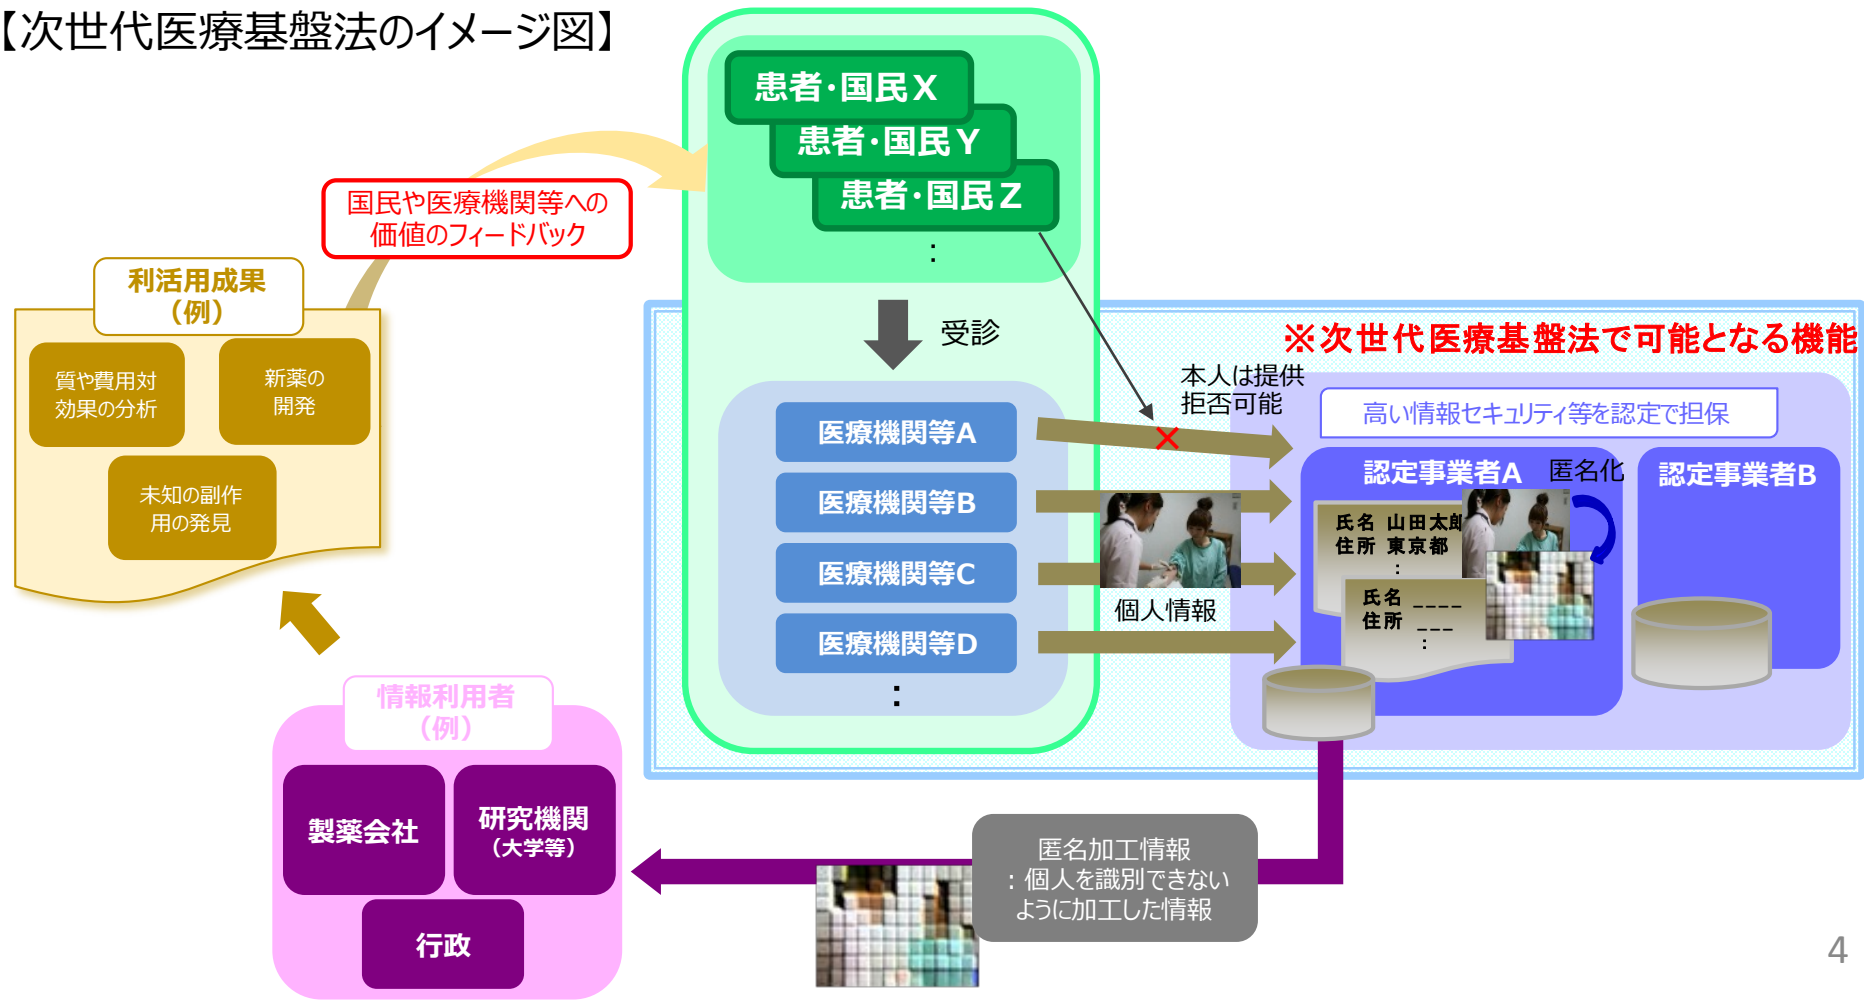 【次世代医療基盤法のイメージ図】
患者・国民X
患者・国民Y
患者・国民Z
：
国民や医療機関等への
価値のフィードバック
利活用成果
（例）
質や費用対
効果の分析
新薬の
開発
未知の副作
用の発見
受診
※次世代医療基盤法で可能となる機能
本人は提供
拒否可能
高い情報セキュリティ等を認定で担保
医療機関等A
医療機関等B
医療機関等C
医療機関等D
：
個人情報
認定事業者A
匿名化
認定事業者B
氏名 山田太郎
住所 東京都
：
氏名 ____
住所 ___
：
情報利用者
（例）
製薬会社
研究機関
（大学等）
行政
匿名加工情報
：個人を識別できない
ように加工した情報
4